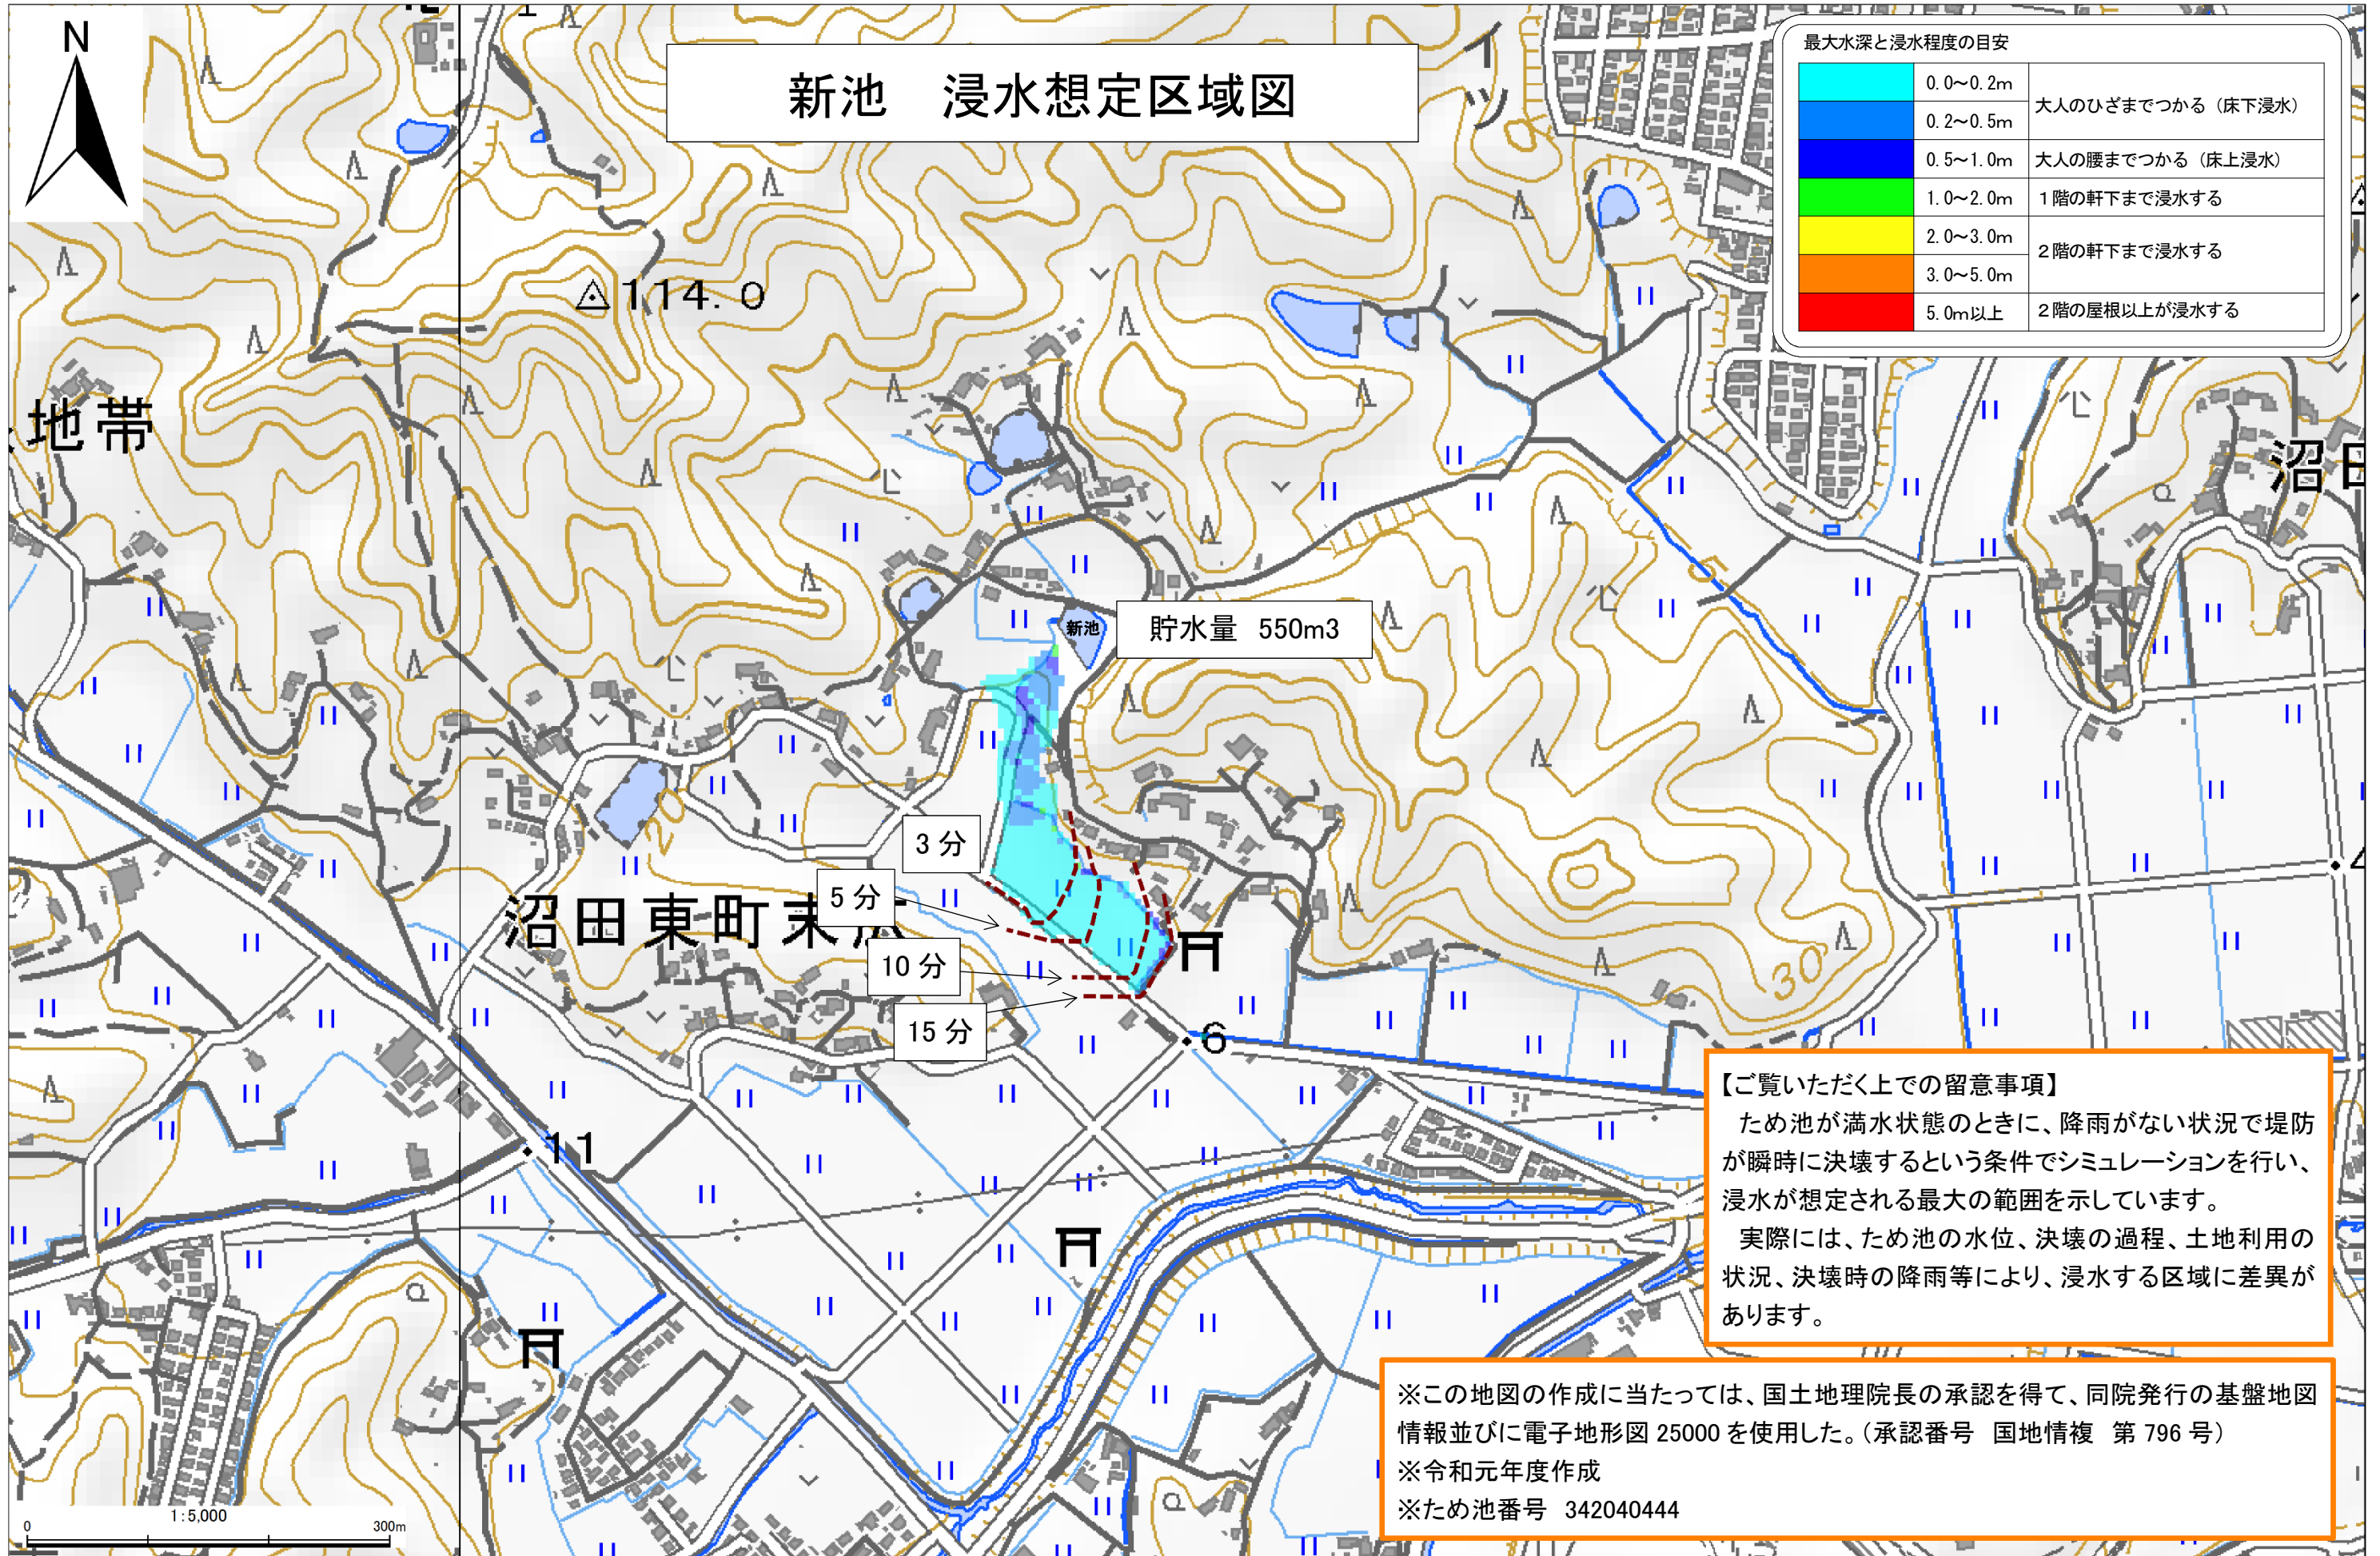 N
新池　浸水想定区域図
最大水深と浸水程度の目安
0.0～0.2m
大人のひざまでつかる（床下浸水）
0.2～0.5m
0.5～1.0m
大人の腰までつかる（床上浸水）
1.0～2.0m
1階の軒下まで浸水する
2.0～3.0m
2階の軒下まで浸水する
3.0～5.0m
5.0m以上
2階の屋根以上が浸水する
イツ
114.0
地帯
沼田
5
新池
貯水量 550m3
20
3分
5分
沼田東町末広
10分
15分
30
4
6
11
【ご覧いただく上での留意事項】
ため池が満水状態のときに、降雨がない状況で堤防
が瞬時に決壊するという条件でシミュレーションを行い、
浸水が想定される最大の範囲を示しています。
実際には、ため池の水位、決壊の過程、土地利用の
状況、決壊時の降雨等により、浸水する区域に差異が
あります。
※この地図の作成に当たっては、国土地理院長の承認を得て、同院発行の基盤地図
情報並びに電子地形図 25000 を使用した。（承認番号 国地情複 第 796 号）
※令和元年度作成
※ため池番号 342040444
1:5,000
0
300m